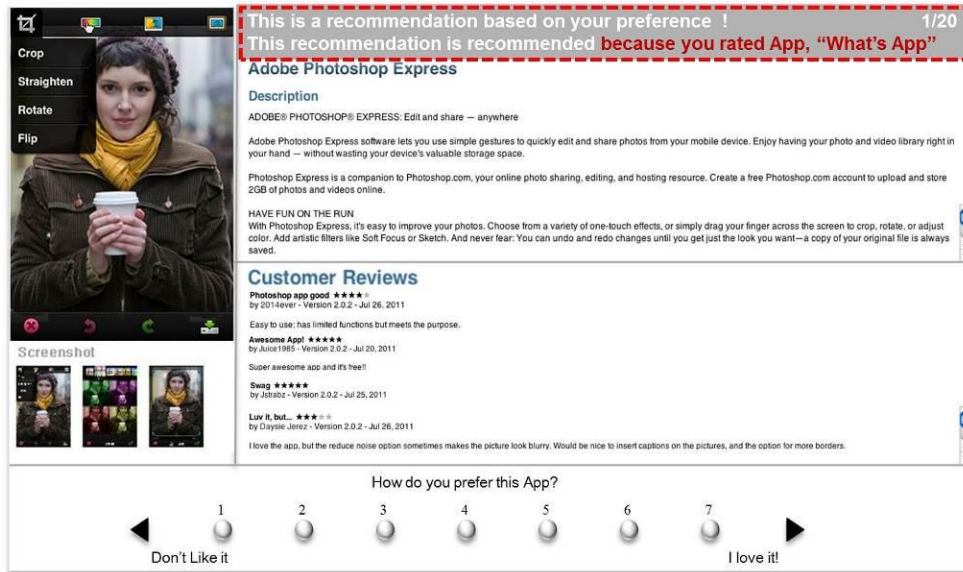 This is a recommendation based on your preference ! 1/20
This recommendation is recommended because you rated App, “What’s App”
Crop
Straighten
Rotate
Flip
Adobe Photoshop Express
Description
ADOBE® PHOTOSHOP® EXPRESS: Edit and share — anywhere
Adobe Photoshop Express software lets you use simple gestures to quickly edit and share photos from your mobile device. Enjoy having your photo and video library right in
your hand — without wasting your device's valuable storage space.
Photoshop Express is a companion to Photoshop.com, your online photo sharing, editing, and hosting resource. Create a free Photoshop.com account to upload and store
2GB of photos and videos online.
HAVE FUN ON THE RUN
With Photoshop Express, it's easy to improve your photos. Choose from a variety of one-touch effects, or simply drag your finger across the screen to crop, rotate, or adjust
color. Add artistic filters like Soft Focus or Sketch. And never fear: You can undo and redo changes until you get just the look you want—a copy of your original file is always
saved.
Screenshot
Customer Reviews
Photoshop app good ★★★★★
by 2014ever - Version 2.0.2 - Jul 26, 2011
Easy to use; has limited functions but meets the purpose.
Awesome App! ★★★★★
by Juice1985 - Version 2.0.2 - Jul 20, 2011
Super awesome app and it's free!!
Swag ★★★★★
by Jstrabz - Version 2.0.2 - Jul 25, 2011
Luv it, but... ★★★★★
by Daysie Jerez - Version 2.0.2 - Jul 26, 2011
I love the app, but the reduce noise option sometimes makes the picture look blurry. Would be nice to insert captions on the pictures, and the option for more borders.
How do you prefer this App?
1 2 3 4 5 6 7
Don't Like it I love it!